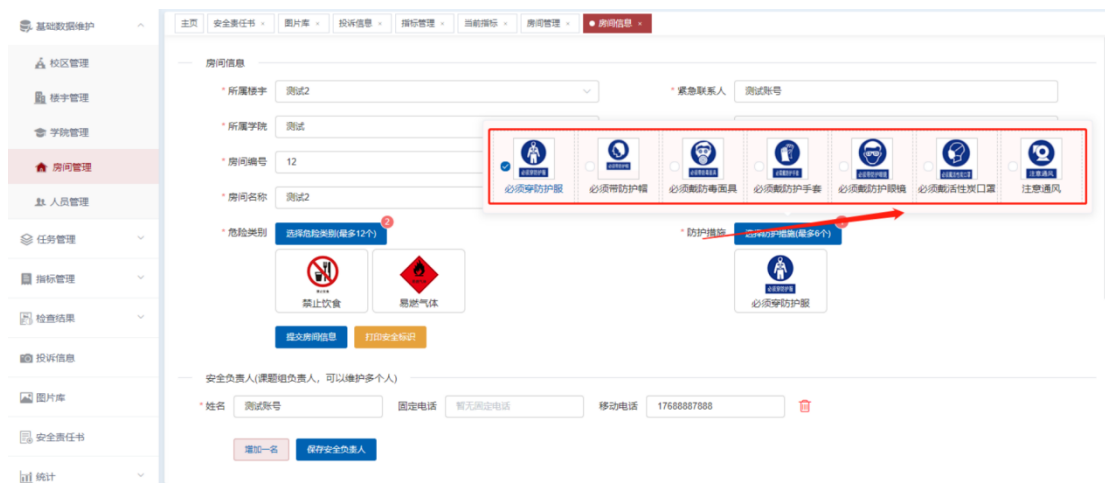 基础数据维护
校区管理
楼宇管理
学院管理
房间管理
人员管理
任务管理
指标管理
检查结果
投诉信息
图片库
安全责任书
统计
主页 安全责任书 × 图片库 × 投诉信息 × 指标管理 × 当前指标 × 房间管理 × ● 房间信息 ×
房间信息
* 所属楼宇 测试2 * 紧急联系人 测试账号
* 所属学院 测试
* 房间编号 12
* 房间名称 测试2
必须穿防护服 必须带防护帽 必须戴防毒面具 必须戴防护手套 必须戴防护眼镜 必须戴活性炭口罩 注意通风
* 危险类别 选择危险类别(最多12个) 2 * 防护措施 选择防护措施(最多6个)
禁止饮食 易燃气体 必须穿防护服
提交房间信息 打印安全标识
安全负责人(课题组负责人，可以维护多个人)
* 姓名 测试账号 固定电话 暂无固定电话 移动电话 17688887888
增加一名 保存安全负责人